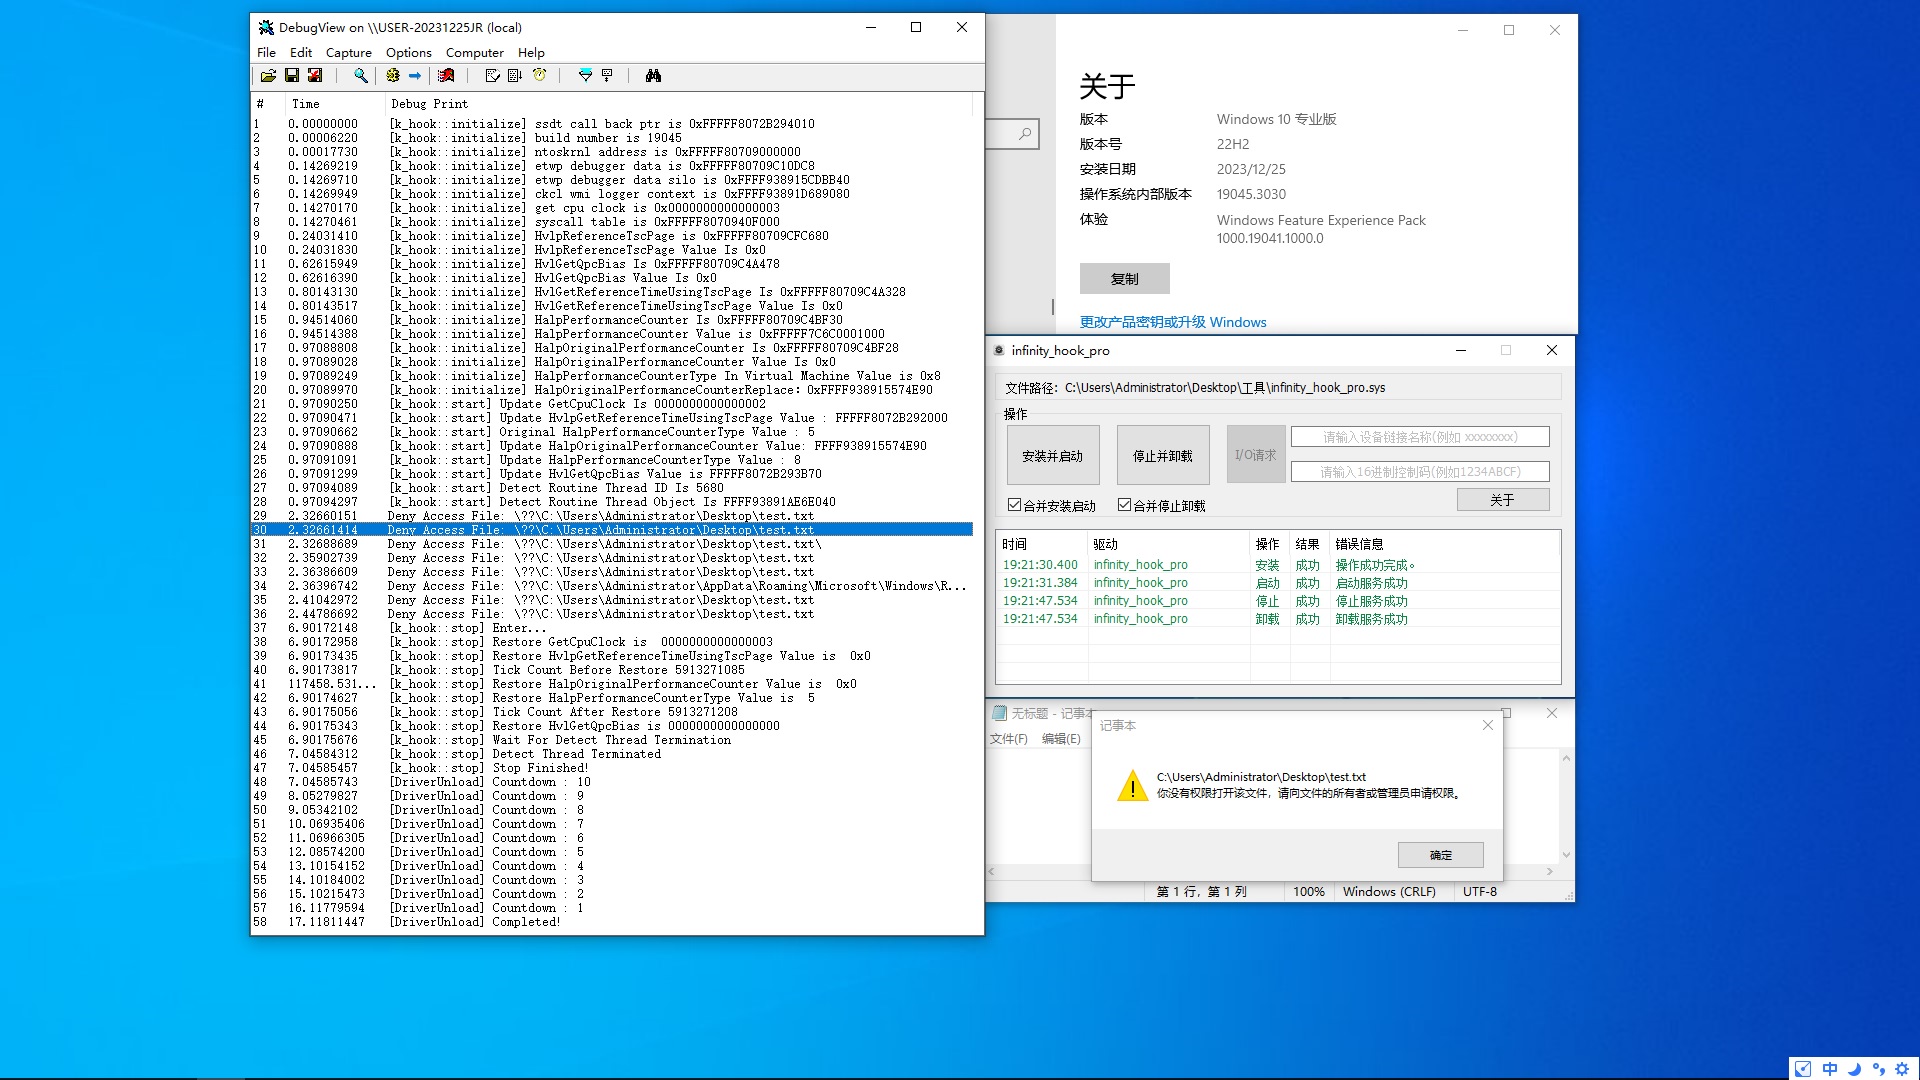 DebugView on \\USER-20231225JR (local)
File Edit Capture Options Computer Help
# Time Debug Print
1 0.00000000 [k_hook::initialize] ssdt call back ptr is 0xFFFFF8072B294010
2 0.00006220 [k_hook::initialize] build number is 19045
3 0.00017730 [k_hook::initialize] ntoskrnl address is 0xFFFFF80709000000
4 0.14269219 [k_hook::initialize] etwp debugger data is 0xFFFFF80709C10DC8
5 0.14269710 [k_hook::initialize] etwp debugger data silo is 0xFFFF938915CDBB40
6 0.14269949 [k_hook::initialize] ckcl wmi logger context is 0xFFFF93891D689080
7 0.14270170 [k_hook::initialize] get cpu clock is 0x0000000000000003
8 0.14270461 [k_hook::initialize] syscall table is 0xFFFFF8070940F000
9 0.24031410 [k_hook::initialize] HvlpReferenceTscPage is 0xFFFFF80709CFC680
10 0.24031830 [k_hook::initialize] HvlpReferenceTscPage Value Is 0x0
11 0.62615949 [k_hook::initialize] HvlGetQpcBias Is 0xFFFFF80709C4A478
12 0.62616390 [k_hook::initialize] HvlGetQpcBias Value Is 0x0
13 0.80143130 [k_hook::initialize] HvlGetReferenceTimeUsingTscPage Is 0xFFFFF80709C4A328
14 0.80143517 [k_hook::initialize] HvlGetReferenceTimeUsingTscPage Value Is 0x0
15 0.94514060 [k_hook::initialize] HalpPerformanceCounter Is 0xFFFFF80709C4BF30
16 0.94514388 [k_hook::initialize] HalpPerformanceCounter Value is 0xFFFFF7C6C0001000
17 0.97088808 [k_hook::initialize] HalpOriginalPerformanceCounter Is 0xFFFFF80709C4BF28
18 0.97089028 [k_hook::initialize] HalpOriginalPerformanceCounter Value Is 0x0
19 0.97089249 [k_hook::initialize] HalpPerformanceCounterType In Virtual Machine Value is 0x8
20 0.97089970 [k_hook::initialize] HalpOriginalPerformanceCounterReplace: 0xFFFF938915574E90
21 0.97090250 [k_hook::start] Update GetCpuClock Is 0000000000000002
22 0.97090471 [k_hook::start] Update HvlpGetReferenceTimeUsingTscPage Value : FFFFF8072B292000
23 0.97090662 [k_hook::start] Original HalpPerformanceCounterType Value : 5
24 0.97090888 [k_hook::start] Update HalpOriginalPerformanceCounter Value: FFFF938915574E90
25 0.97091091 [k_hook::start] Update HalpPerformanceCounterType Value : 8
26 0.97091299 [k_hook::start] Update HvlGetQpcBias Value is FFFFF8072B293B70
27 0.97094089 [k_hook::start] Detect Routine Thread ID Is 5680
28 0.97094297 [k_hook::start] Detect Routine Thread Object Is FFFF93891AE6E040
29 2.32660151 Deny Access File: \??\C:\Users\Administrator\Desktop\test.txt
30 2.32661414 Deny Access File: \??\C:\Users\Administrator\Desktop\test.txt
31 2.32688689 Deny Access File: \??\C:\Users\Administrator\Desktop\test.txt\
32 2.35902739 Deny Access File: \??\C:\Users\Administrator\Desktop\test.txt
33 2.36386609 Deny Access File: \??\C:\Users\Administrator\Desktop\test.txt
34 2.36396742 Deny Access File: \??\C:\Users\Administrator\AppData\Roaming\Microsoft\Windows\R...
35 2.41042972 Deny Access File: \??\C:\Users\Administrator\Desktop\test.txt
36 2.44786692 Deny Access File: \??\C:\Users\Administrator\Desktop\test.txt
37 6.90172148 [k_hook::stop] Enter...
38 6.90172958 [k_hook::stop] Restore GetCpuClock is 0000000000000003
39 6.90173435 [k_hook::stop] Restore HvlpGetReferenceTimeUsingTscPage Value is 0x0
40 6.90173817 [k_hook::stop] Tick Count Before Restore 5913271085
41 117458.531... [k_hook::stop] Restore HalpOriginalPerformanceCounter Value is 0x0
42 6.90174627 [k_hook::stop] Restore HalpPerformanceCounterType Value is 5
43 6.90175056 [k_hook::stop] Tick Count After Restore 5913271208
44 6.90175343 [k_hook::stop] Restore HvlGetQpcBias is 0000000000000000
45 6.90175676 [k_hook::stop] Wait For Detect Thread Termination
46 7.04584312 [k_hook::stop] Detect Thread Terminated
47 7.04585457 [k_hook::stop] Stop Finished!
48 7.04585743 [DriverUnload] Countdown : 10
49 8.05279827 [DriverUnload] Countdown : 9
50 9.05342102 [DriverUnload] Countdown : 8
51 10.06935406 [DriverUnload] Countdown : 7
52 11.06966305 [DriverUnload] Countdown : 6
53 12.08574200 [DriverUnload] Countdown : 5
54 13.10154152 [DriverUnload] Countdown : 4
55 14.10184002 [DriverUnload] Countdown : 3
56 15.10215473 [DriverUnload] Countdown : 2
57 16.11779594 [DriverUnload] Countdown : 1
58 17.11811447 [DriverUnload] Completed!
关于
版本 Windows 10 专业版
版本号 22H2
安装日期 2023/12/25
操作系统内部版本 19045.3030
体验 Windows Feature Experience Pack
1000.19041.1000.0
复制
更改产品密钥或升级 Windows
infinity_hook_pro
文件路径: C:\Users\Administrator\Desktop\工具\infinity_hook_pro.sys
操作
安装并启动 停止并卸载 I/O请求 请输入设备链接名称(例如 xxxxxxxx)
请输入16进制控制码(例如1234ABCF)
合并安装启动 合并停止卸载 关于
时间 驱动 操作 结果 错误信息
19:21:30.400 infinity_hook_pro 安装 成功 操作成功完成。
19:21:31.384 infinity_hook_pro 启动 成功 启动服务成功
19:21:47.534 infinity_hook_pro 停止 成功 停止服务成功
19:21:47.534 infinity_hook_pro 卸载 成功 卸载服务成功
无标题 - 记事本
文件(F) 编辑(E)
记事本
C:\Users\Administrator\Desktop\test.txt
你没有权限打开该文件，请向文件的所有者或管理员申请权限。
确定
第 1 行，第 1 列 100% Windows (CRLF) UTF-8
中